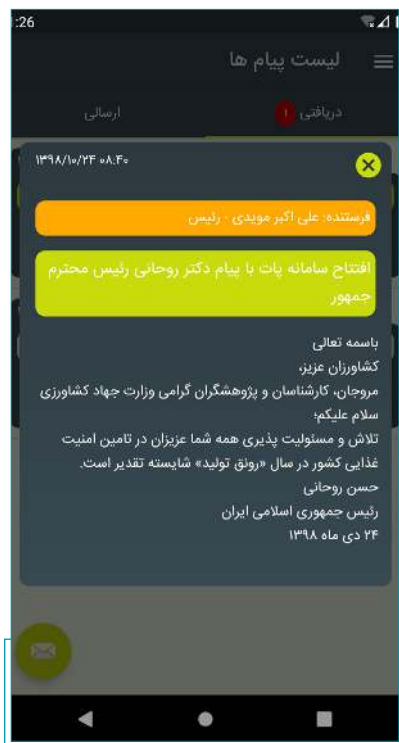 :26
لیست پیام ها
دریافتی ۱
ارسالی
۱۳۹۸/۱۰/۲۴ ۰۸:۴۰
فرستنده: علی اکبر مویدی - رئیس
افتتاح سامانه پات با پیام دکتر روحانی رئیس محترم
جمهور
باسمه تعالی
کشاورزان عزیز،
مروجان، کارشناسان و پژوهشگران گرامی وزارت جهاد کشاورزی
سلام علیکم؛
تلاش و مسئولیت پذیری همه شما عزیزان در تامین امنیت
غذایی کشور در سال «رونق تولید» شایسته تقدیر است.
حسن روحانی
رئیس جمهوری اسلامی ایران
۲۴ دی ماه ۱۳۹۸